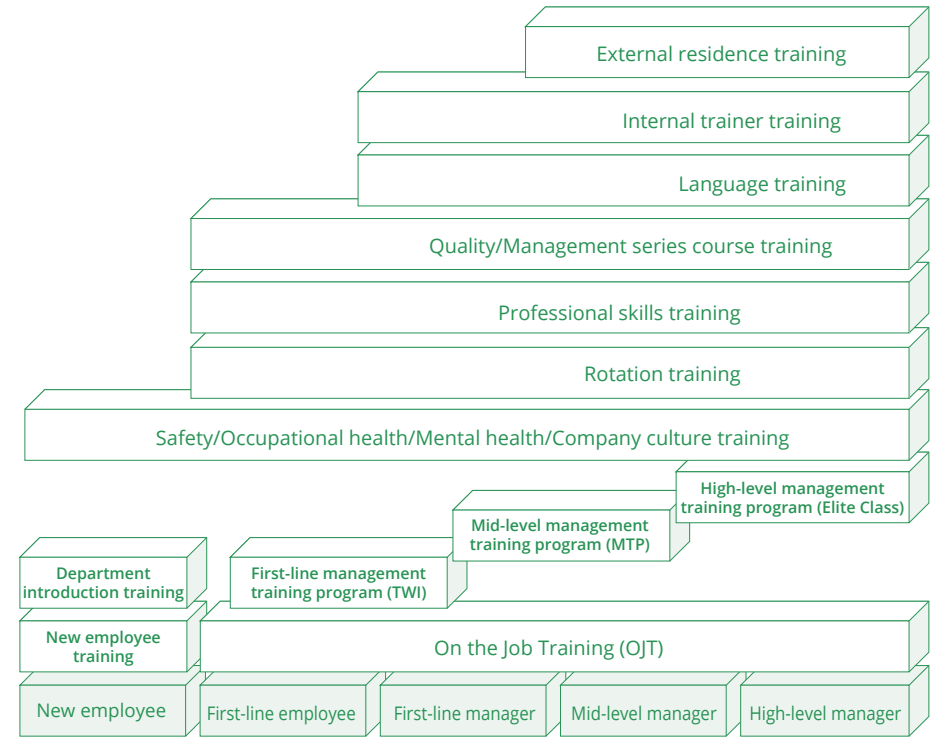 External residence training
Internal trainer training
Language training
Quality/Management series course training
Professional skills training
Rotation training
Safety/Occupational health/Mental health/Company culture training
High-level management
training program (Elite Class)
Mid-level management
training program (MTP)
Department
introduction training
First-line management
training program (TWI)
New employee
training
On the Job Training (OJT)
New employee
First-line employee
First-line manager
Mid-level manager
High-level manager